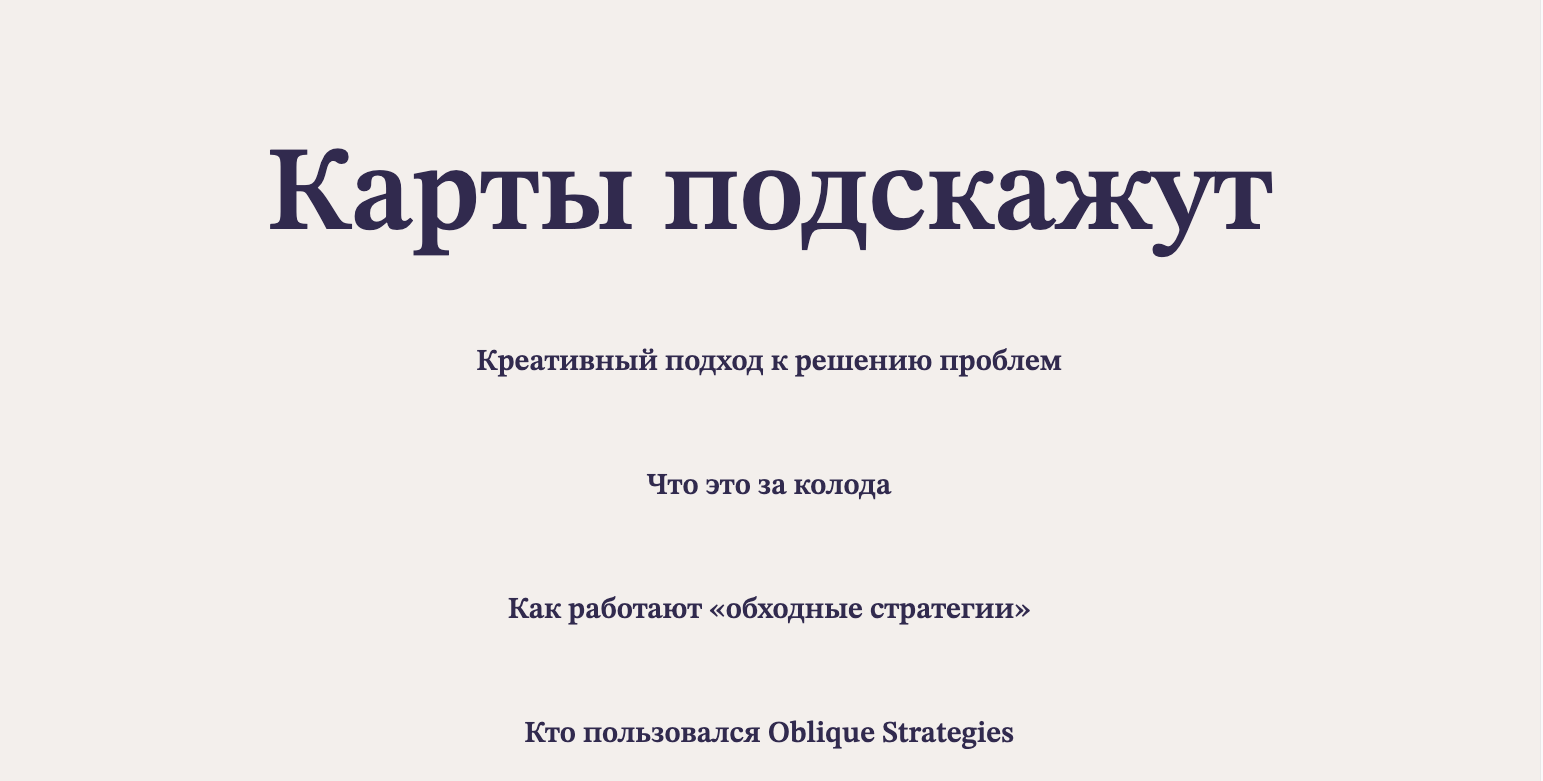 Карты подскажут
Креативный подход к решению проблем
Что это за колода
Как работают «обходные стратегии»
Кто пользовался Oblique Strategies